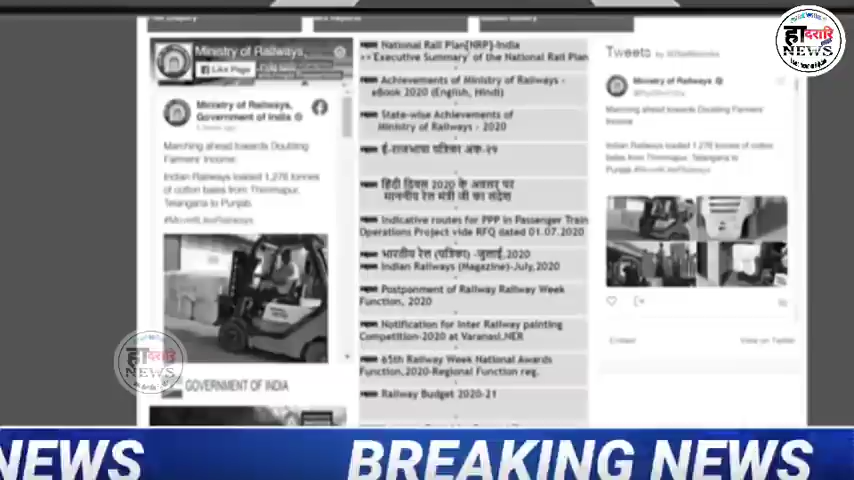 हादरारि
NEWS
Ministry of Railways,
Like Page
Ministry of Railways,
Government of India
Marching ahead towards Doubling
Farmers' Income:
Indian Railways loaded 1,276 tonnes
of cotton bales from Thimmapur,
Telangana to Punjab.
#MoveItLikeRailways
GOVERNMENT OF INDIA
National Rail Plan[NRP]-India
>>'Executive Summary' of the National Rail Plan
Achievements of Ministry of Railways -
eBook 2020 (English, Hindi)
State-wise Achievements of
Ministry of Railways - 2020
ई-राजभाषा पत्रिका अंक-२१
हिंदी दिवस 2020 के अवसर पर
माननीय रेल मंत्री जी का संदेश
Indicative routes for PPP in Passenger Train
Operations Project vide RFQ dated 01.07.2020
भारतीय रेल (पत्रिका) -जुलाई,2020
Indian Railways (Magazine)-July,2020
Postponment of Railway Railway Week
Function, 2020
Notification for Inter Railway painting
Competition-2020 at Varanasi,NER
65th Railway Week National Awards
Function,2020-Regional Function reg.
Railway Budget 2020-21
Tweets by
Ministry of Railways
Marching ahead towards Doubling Farmers'
Income
Indian Railways loaded 1,276 tonnes of cotton
bales from Thimmapur, Telangana to
Punjab.
Embed
View on Twitter
NEWS
NEWS
BREAKING NEWS